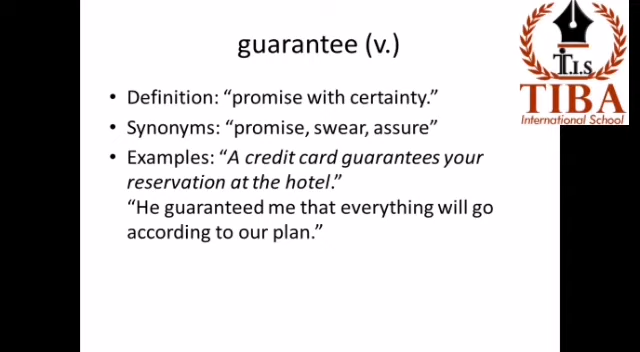 guarantee (v.)
• Definition: “promise with certainty.”
• Synonyms: “promise, swear, assure”
• Examples: “A credit card guarantees your
reservation at the hotel.”
“He guaranteed me that everything will go
according to our plan.”
T.I.S
TIBA
International School